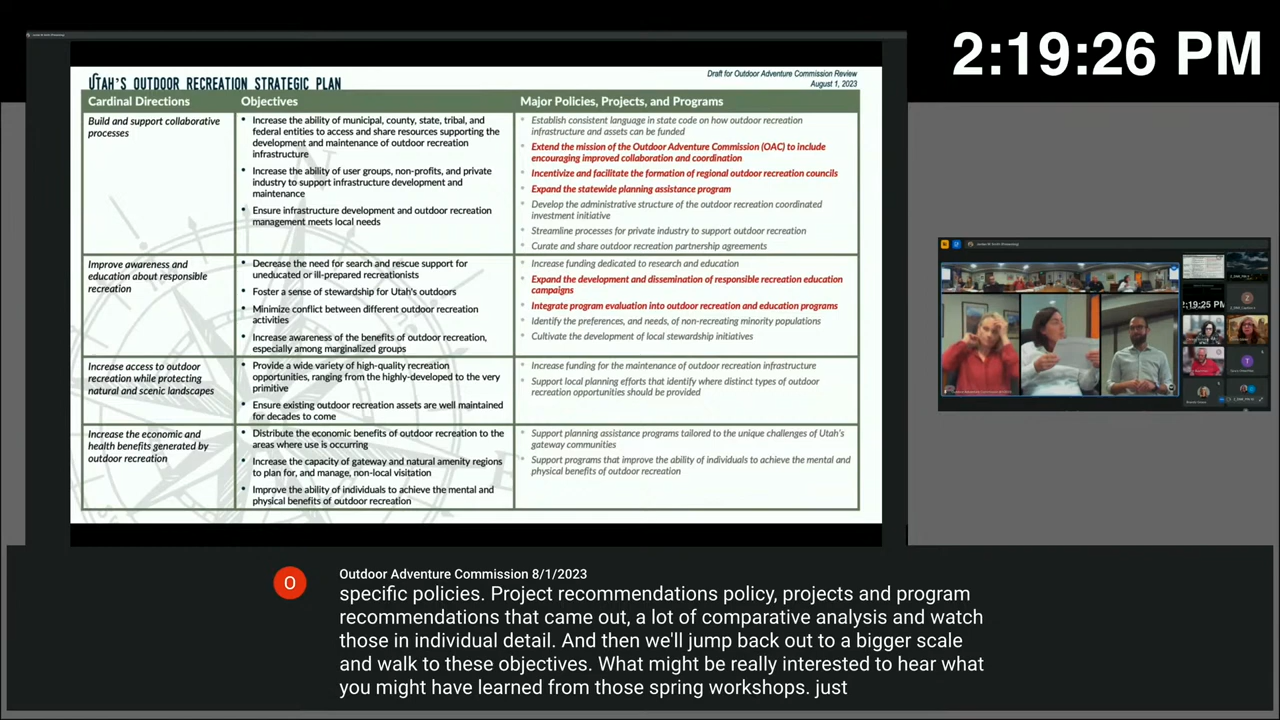 2:19:26 PM
UTAH'S OUTDOOR RECREATION STRATEGIC PLAN
Draft for Outdoor Adventure Commission Review
August 1, 2023
Cardinal Directions
Objectives
Major Policies, Projects, and Programs
Build and support collaborative
processes
• Increase the ability of municipal, county, state, tribal, and
federal entities to access and share resources supporting the
development and maintenance of outdoor recreation
infrastructure
• Increase the ability of user groups, non-profits, and private
industry to support infrastructure development and
maintenance
• Ensure infrastructure development and outdoor recreation
management meets local needs
• Establish consistent language in state code on how outdoor recreation
infrastructure and assets can be funded
• Extend the mission of the Outdoor Adventure Commission (OAC) to include
encouraging improved collaboration and coordination
• Incentivize and facilitate the formation of regional outdoor recreation councils
• Expand the statewide planning assistance program
• Develop the administrative structure of the outdoor recreation coordinated
investment initiative
• Streamline processes for private industry to support outdoor recreation
• Curate and share outdoor recreation partnership agreements
Improve awareness and
education about responsible
recreation
• Decrease the need for search and rescue support for
uneducated or ill-prepared recreationists
• Foster a sense of stewardship for Utah's outdoors
• Minimize conflict between different outdoor recreation
activities
• Increase awareness of the benefits of outdoor recreation,
especially among marginalized groups
• Increase funding dedicated to research and education
• Expand the development and dissemination of responsible recreation education
campaigns
• Integrate program evaluation into outdoor recreation and education programs
• Identify the preferences, and needs, of non-recreating minority populations
• Cultivate the development of local stewardship initiatives
Increase access to outdoor
recreation while protecting
natural and scenic landscapes
• Provide a wide variety of high-quality recreation
opportunities, ranging from the highly-developed to the very
primitive
• Ensure existing outdoor recreation assets are well maintained
for decades to come
• Increase funding for the maintenance of outdoor recreation infrastructure
• Support local planning efforts that identify where distinct types of outdoor
recreation opportunities should be provided
Increase the economic and
health benefits generated by
outdoor recreation
• Distribute the economic benefits of outdoor recreation to the
areas where use is occurring
• Increase the capacity of gateway and natural amenity regions
to plan for, and manage, non-local visitation
• Improve the ability of individuals to achieve the mental and
physical benefits of outdoor recreation
• Support planning assistance programs tailored to the unique challenges of Utah's
gateway communities
• Support programs that improve the ability of individuals to achieve the mental and
physical benefits of outdoor recreation
2:19:25 PM
T
O
Outdoor Adventure Commission 8/1/2023
specific policies. Project recommendations policy, projects and program
recommendations that came out, a lot of comparative analysis and watch
those in individual detail. And then we'll jump back out to a bigger scale
and walk to these objectives. What might be really interested to hear what
you might have learned from those spring workshops. just